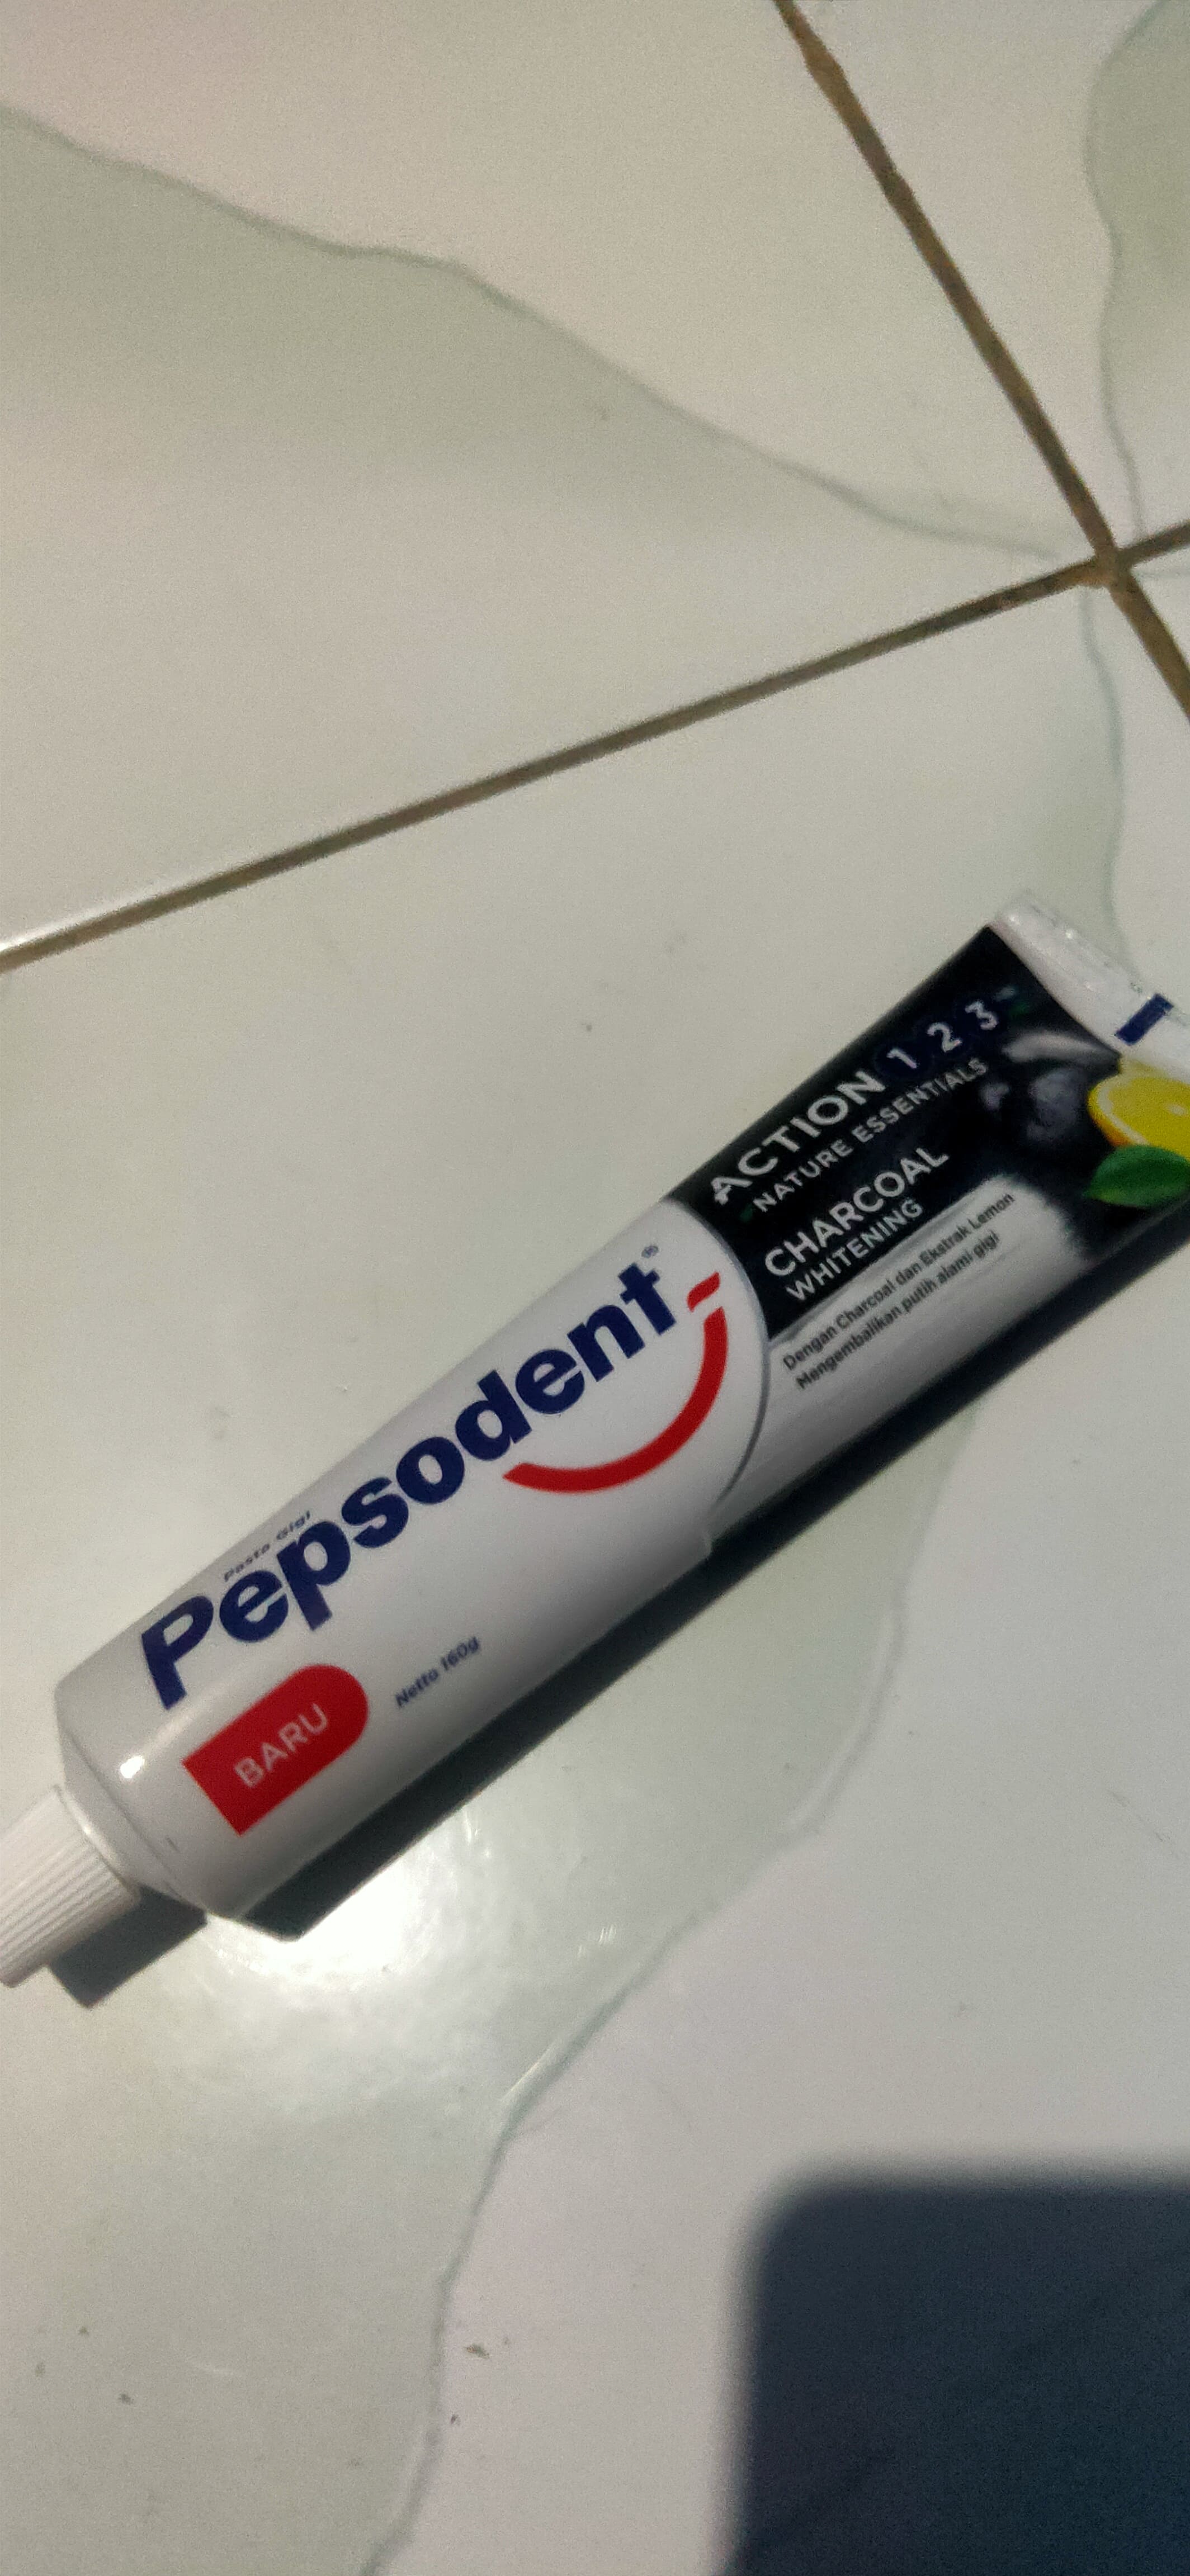 Pasta Gigi
Pepsodent®
BARU
Netto 160g
ACTION 1 2 3
NATURE ESSENTIALS
CHARCOAL
WHITENING
Dengan Charcoal dan Ekstrak Lemon
Mengembalikan putih alami gigi